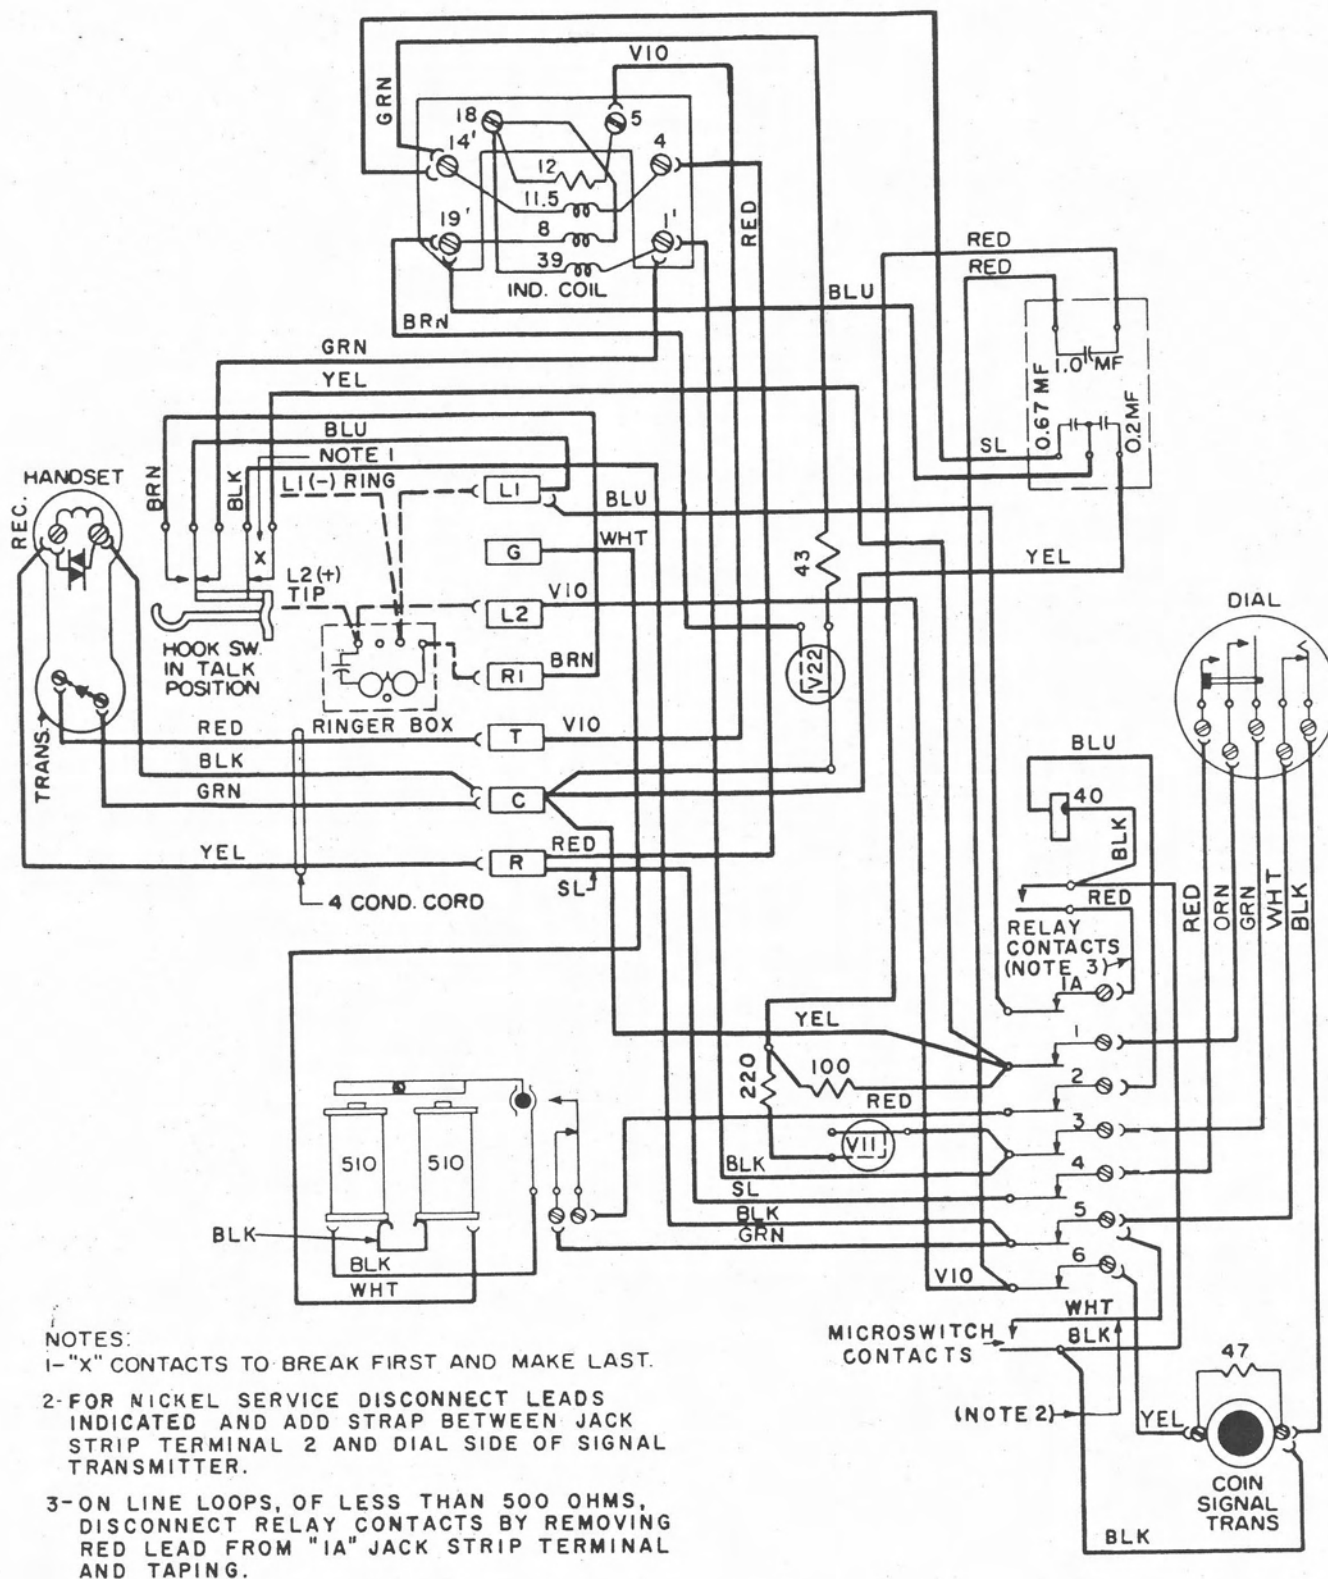 VIO
GRN
18
5
14'
4
12
11.5
19'
8
1'
39
RED
IND. COIL
RED
RED
BLU
BRN
1.0 MF
0.67 MF
0.2MF
GRN
YEL
SL
BLU
NOTE 1
HANDSET
REC.
BRN
BLK
L1(-) RING
L1
BLU
X
G
WHT
YEL
43
L2(+)
TIP
L2
VIO
DIAL
HOOK SW.
IN TALK
POSITION
R1
BRN
V22
RINGER BOX
TRANS.
RED
T
VIO
BLK
BLU
GRN
C
40
BLK
YEL
R
RED
SL
4 COND. CORD
RED
RED
ORN
GRN
WHT
BLK
RELAY
CONTACTS
(NOTE 3)
1A
YEL
1
220
100
2
RED
3
V11
510
510
BLK
4
SL
BLK
5
GRN
BLK
BLK
6
WHT
VIO
WHT
MICROSWITCH
CONTACTS
BLK
47
(NOTE 2)
YEL
COIN
SIGNAL
TRANS
BLK
NOTES:
1-"X" CONTACTS TO BREAK FIRST AND MAKE LAST.
2-FOR NICKEL SERVICE DISCONNECT LEADS
INDICATED AND ADD STRAP BETWEEN JACK
STRIP TERMINAL 2 AND DIAL SIDE OF SIGNAL
TRANSMITTER.
3-ON LINE LOOPS, OF LESS THAN 500 OHMS,
DISCONNECT RELAY CONTACTS BY REMOVING
RED LEAD FROM "1A" JACK STRIP TERMINAL
AND TAPING.